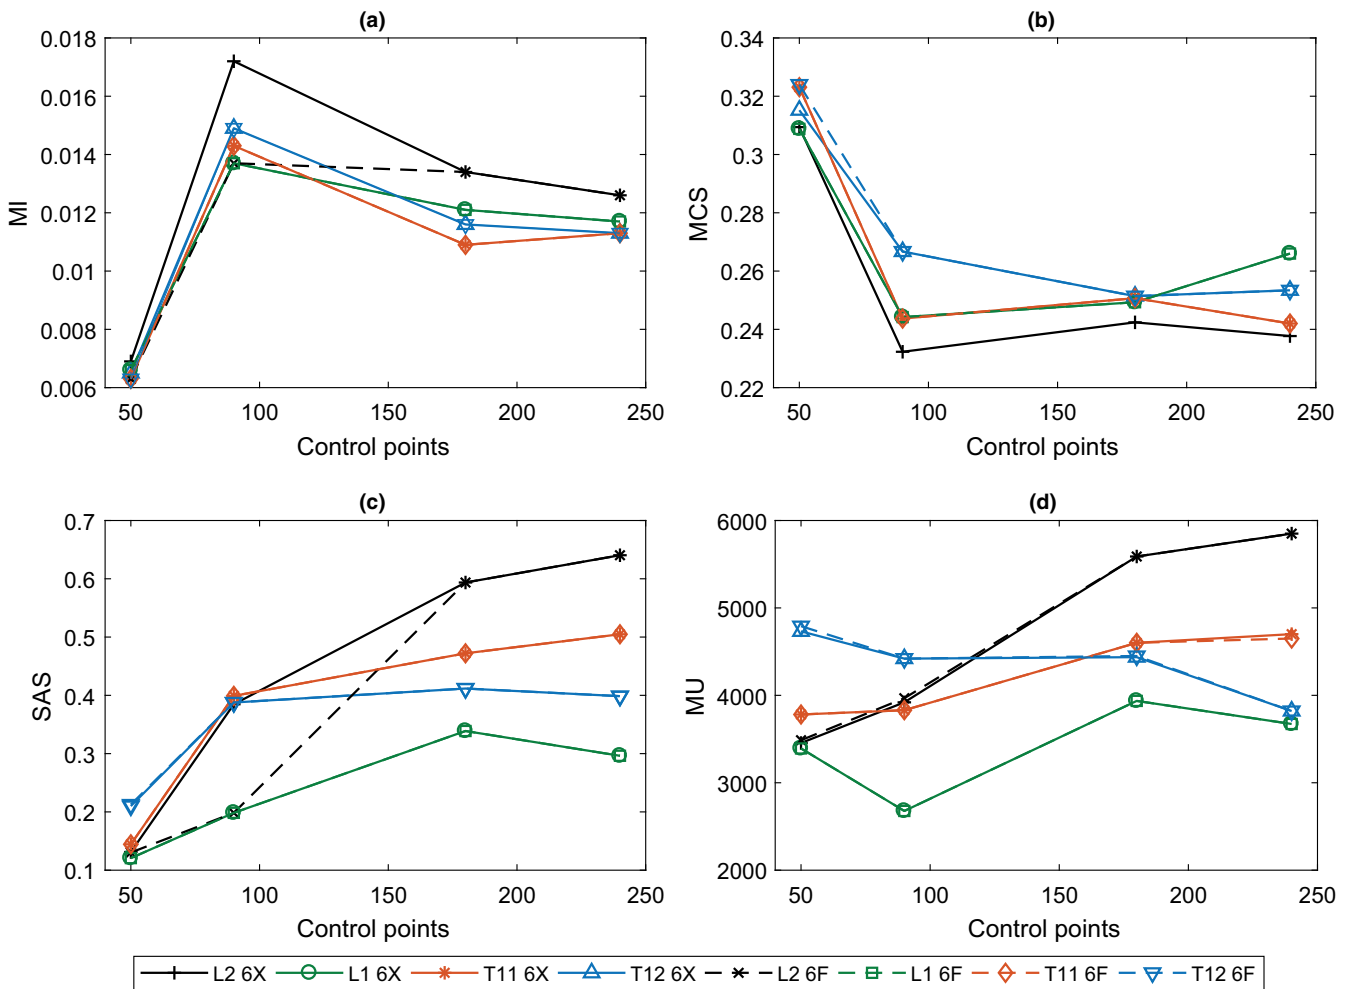 (a)
MI
0.018
0.016
0.014
0.012
0.01
0.008
0.006
50 100 150 200 250
Control points
(b)
MCS
0.34
0.32
0.3
0.28
0.26
0.24
0.22
50 100 150 200 250
Control points
(c)
SAS
0.7
0.6
0.5
0.4
0.3
0.2
0.1
50 100 150 200 250
Control points
(d)
MU
6000
5000
4000
3000
2000
50 100 150 200 250
Control points
L2 6X L1 6X T11 6X T12 6X L2 6F L1 6F T11 6F T12 6F